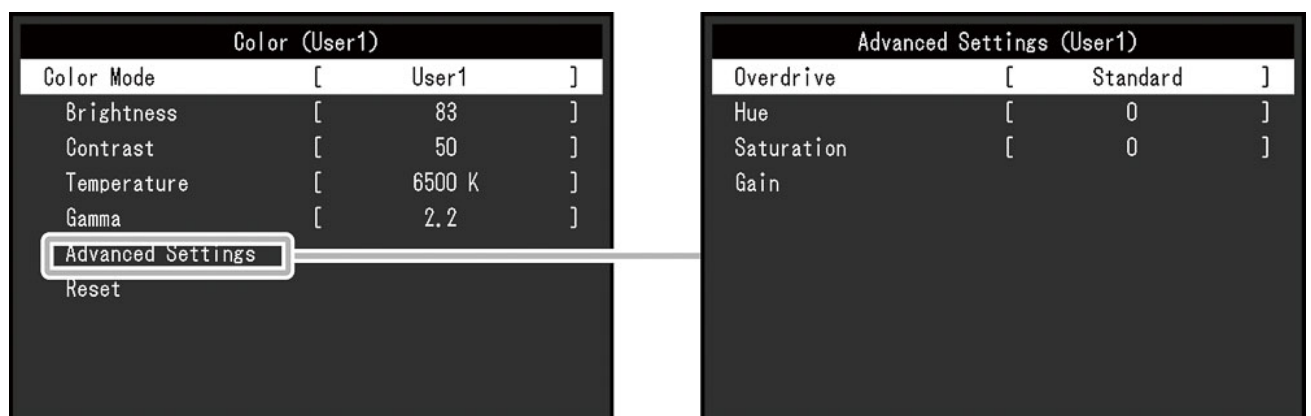 Color (User1)
Color Mode [ User1 ]
Brightness [ 83 ]
Contrast [ 50 ]
Temperature [ 6500 K ]
Gamma [ 2.2 ]
Advanced Settings
Reset
Advanced Settings (User1)
Overdrive [ Standard ]
Hue [ 0 ]
Saturation [ 0 ]
Gain